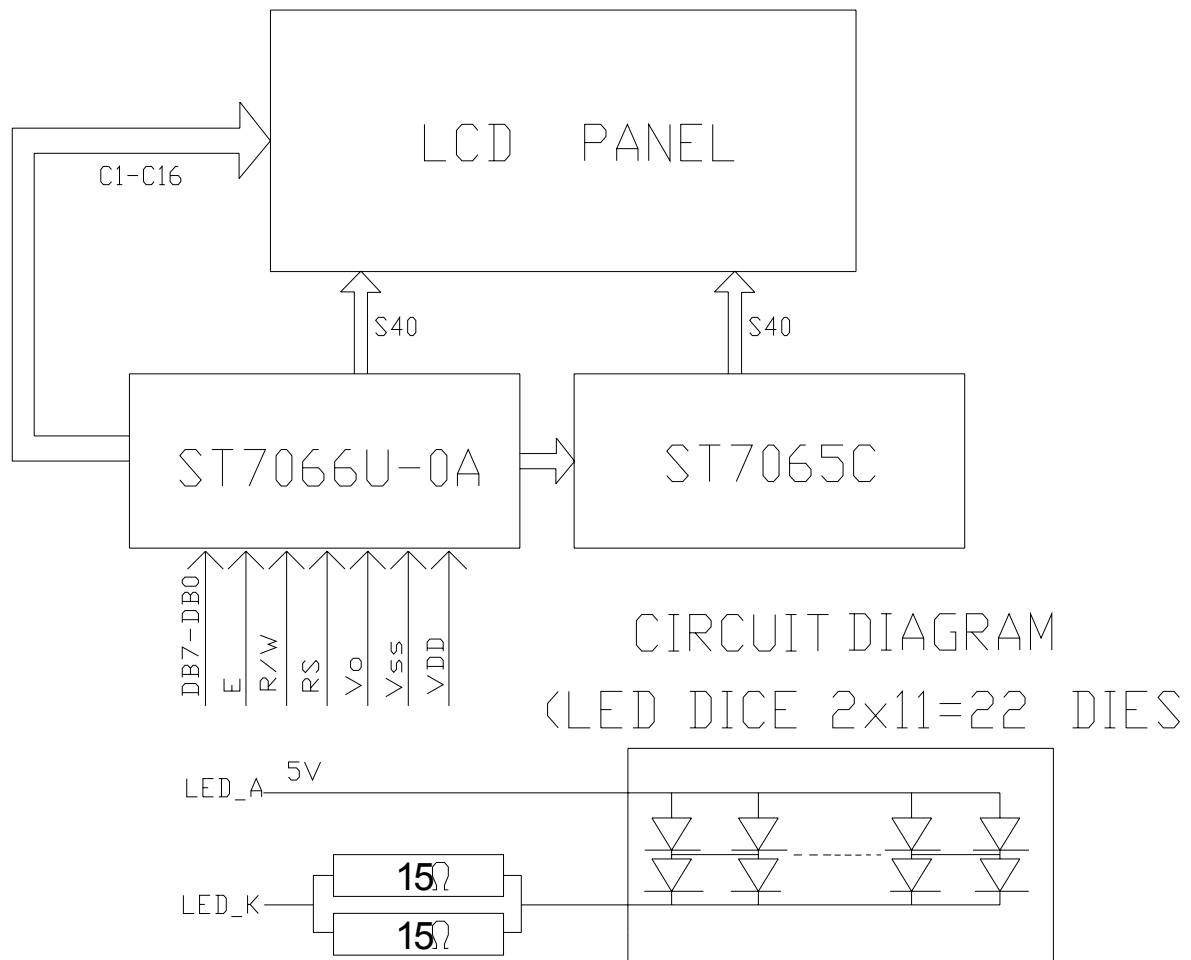 LCD PANEL
C1-C16
S40
S40
ST7066U-0A
ST7065C
DB7-DB0
E
R/W
RS
Vo
Vss
VDD
CIRCUIT DIAGRAM
(LED DICE 2x11=22 DIES
LED_A
5V
15Ω
LED_K
15Ω